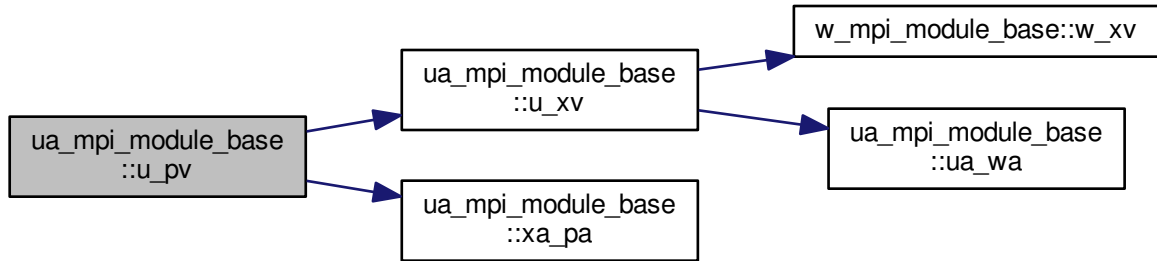 ua_mpi_module_base
::u_pv
ua_mpi_module_base
::u_xv
ua_mpi_module_base
::xa_pa
w_mpi_module_base::w_xv
ua_mpi_module_base
::ua_wa